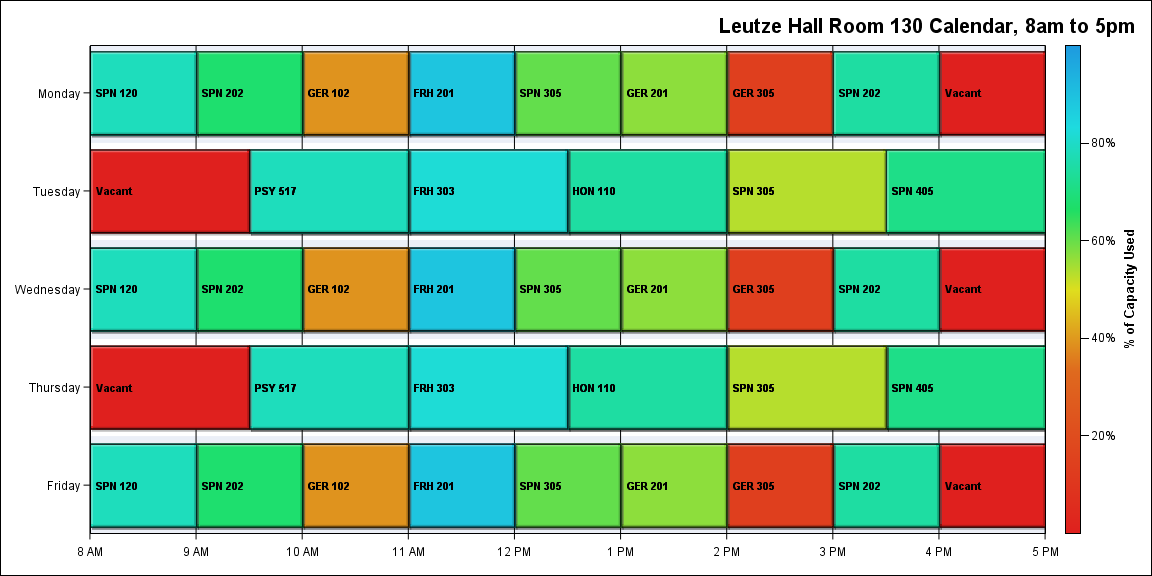 Leutze Hall Room 130 Calendar, 8am to 5pm
Monday
SPN 120 SPN 202 GER 102 FRH 201 SPN 305 GER 201 GER 305 SPN 202 Vacant
Tuesday
Vacant PSY 517 FRH 303 HON 110 SPN 305 SPN 405
Wednesday
SPN 120 SPN 202 GER 102 FRH 201 SPN 305 GER 201 GER 305 SPN 202 Vacant
Thursday
Vacant PSY 517 FRH 303 HON 110 SPN 305 SPN 405
Friday
SPN 120 SPN 202 GER 102 FRH 201 SPN 305 GER 201 GER 305 SPN 202 Vacant
8 AM 9 AM 10 AM 11 AM 12 PM 1 PM 2 PM 3 PM 4 PM 5 PM
80%
60%
40%
20%
% of Capacity Used